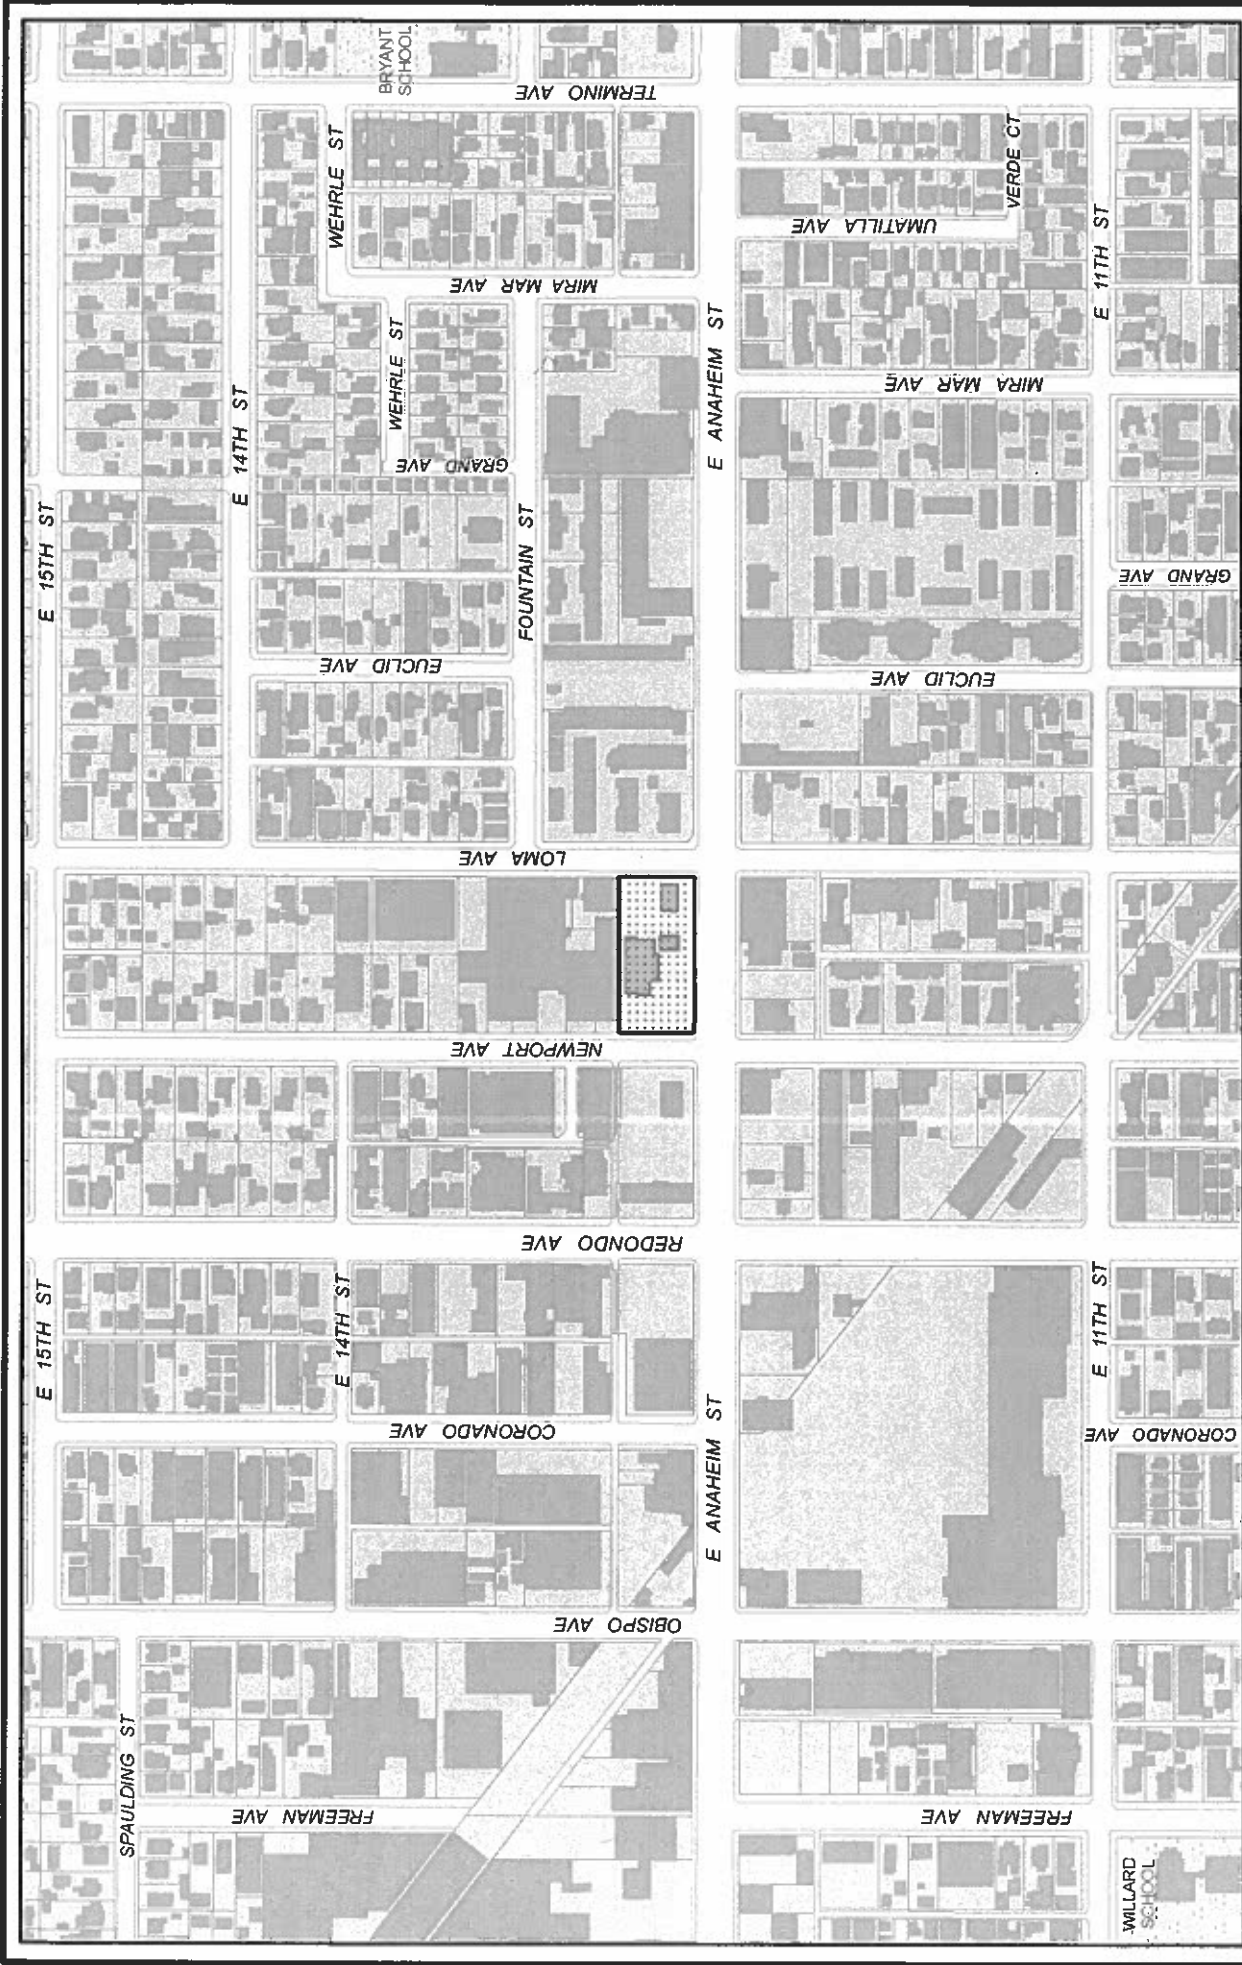 BRYANT
SCHOOL
TERMINO AVE
WEHRLE ST
VERDE CT
UMATILLA AVE
E 11TH ST
MIRA MAR AVE
WEHRLE ST
E ANAHEIM ST
MIRA MAR AVE
E 14TH ST
GRAND AVE
E 15TH ST
FOUNTAIN ST
GRAND AVE
EUCLID AVE
EUCLID AVE
LOMA AVE
NEWPORT AVE
REDONDO AVE
E 15TH ST
E 14TH ST
E 11TH ST
CORONADO AVE
CORONADO AVE
E ANAHEIM ST
OBISPO AVE
SPAULDING ST
FREEMAN AVE
FREEMAN AVE
WILLARD
SCHOOL